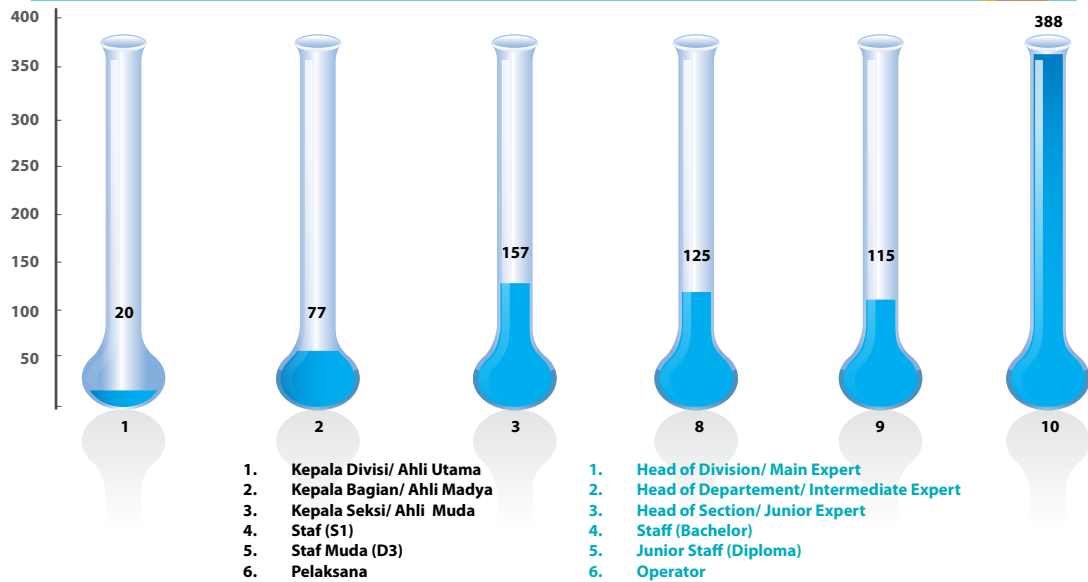 400
350
300
250
200
150
100
50
20
77
157
125
115
388
1
2
3
8
9
10
1. Kepala Divisi/ Ahli Utama
2. Kepala Bagian/ Ahli Madya
3. Kepala Seksi/ Ahli Muda
4. Staf (S1)
5. Staf Muda (D3)
6. Pelaksana
1. Head of Division/ Main Expert
2. Head of Departement/ Intermediate Expert
3. Head of Section/ Junior Expert
4. Staff (Bachelor)
5. Junior Staff (Diploma)
6. Operator